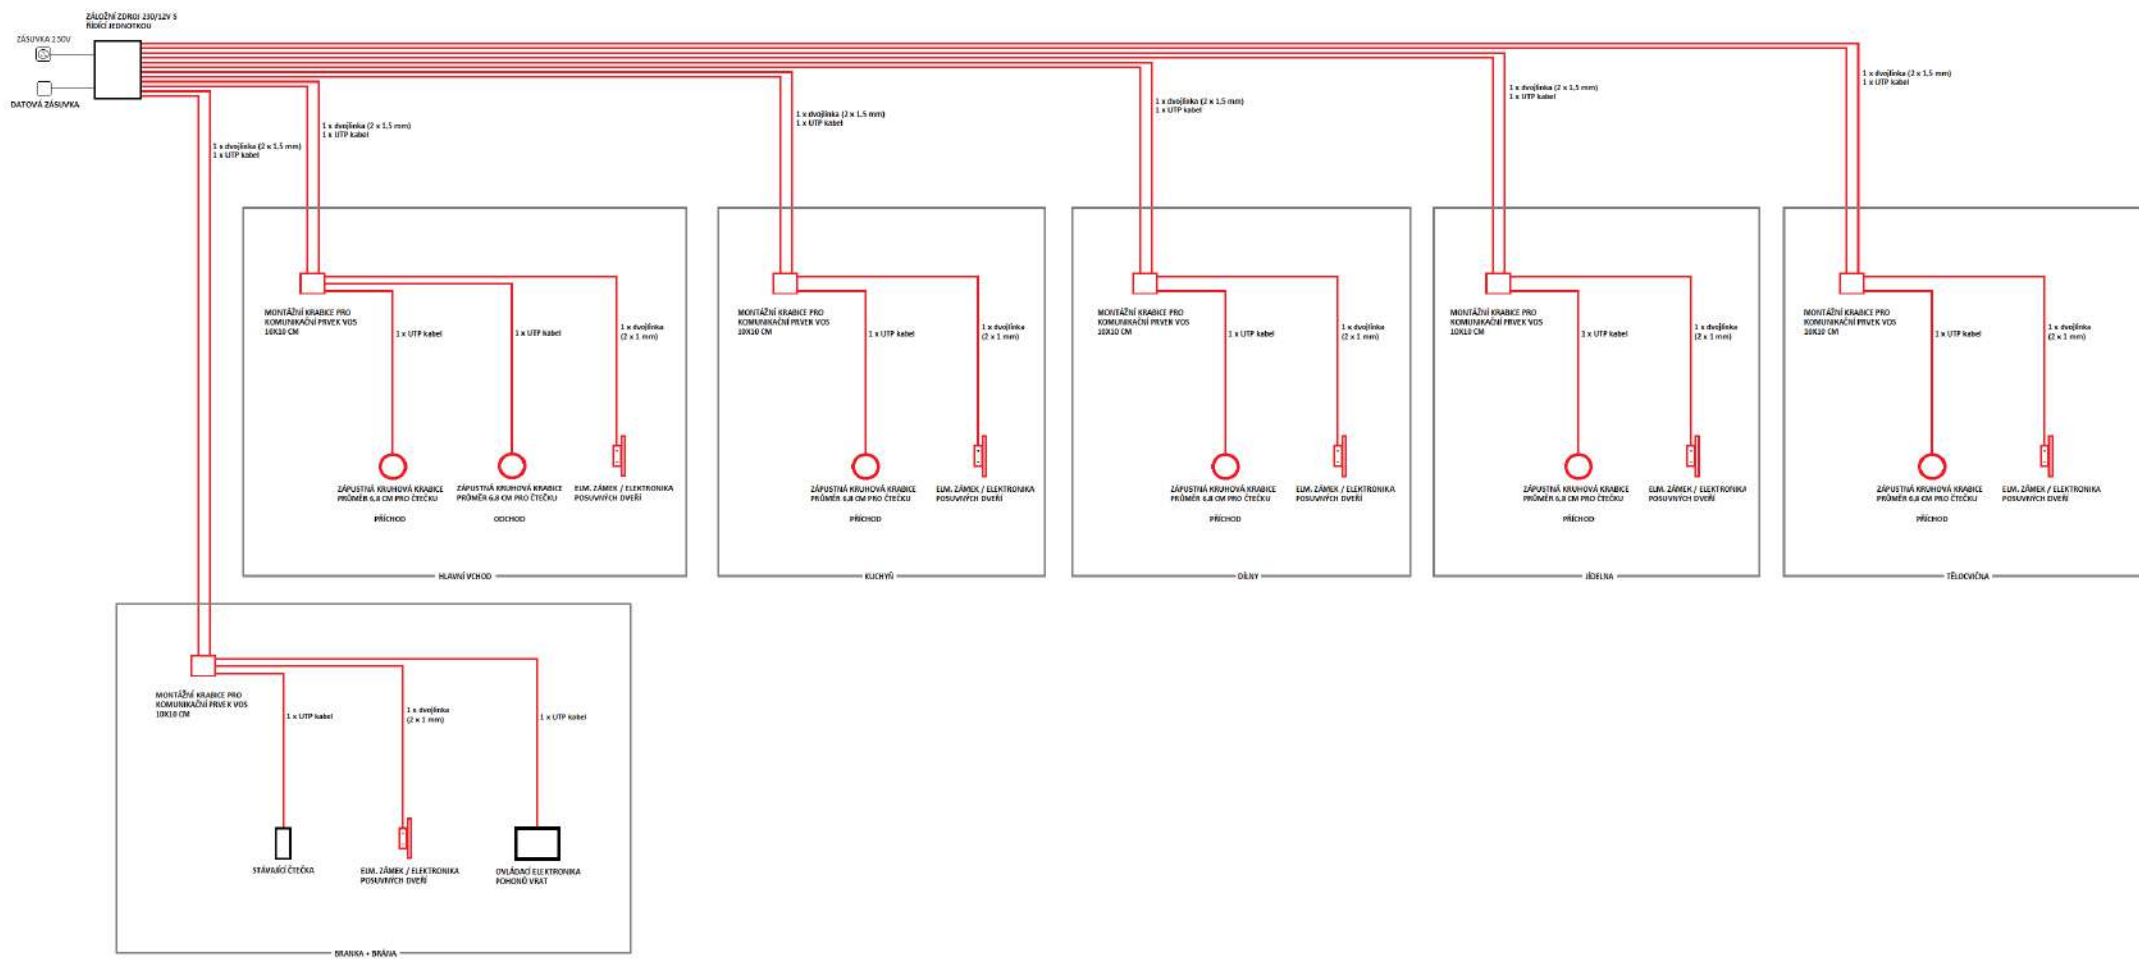 ZÁLOŽNÍ ZDROJ 230/12V S
ŘÍDÍCÍ JEDNOTKOU
ZÁSUVKA 230V
DATOVÁ ZÁSUVKA
1 x dvojlinka (2 x 1,5 mm)
1 x UTP kabel
1 x dvojlinka (2 x 1,5 mm)
1 x UTP kabel
1 x dvojlinka (2 x 1,5 mm)
1 x UTP kabel
1 x dvojlinka (2 x 1,5 mm)
1 x UTP kabel
1 x dvojlinka (2 x 1,5 mm)
1 x UTP kabel
1 x dvojlinka (2 x 1,5 mm)
1 x UTP kabel
MONTÁŽNÍ KRABICE PRO
KOMUNIKAČNÍ PRVEK VOS
10X10 CM
1 x UTP kabel
1 x UTP kabel
1 x dvojlinka
(2 x 1 mm)
ZÁPUSTNÁ KRUHOVÁ KRABICE
PRŮMĚR 6,8 CM PRO ČTEČKU
PŘÍCHOD
ZÁPUSTNÁ KRUHOVÁ KRABICE
PRŮMĚR 6,8 CM PRO ČTEČKU
ODCHOD
ELM. ZÁMEK / ELEKTRONIKA
POSUVNÝCH DVEŘÍ
HLAVNÍ VCHOD
MONTÁŽNÍ KRABICE PRO
KOMUNIKAČNÍ PRVEK VOS
10X10 CM
1 x UTP kabel
1 x dvojlinka
(2 x 1 mm)
ZÁPUSTNÁ KRUHOVÁ KRABICE
PRŮMĚR 6,8 CM PRO ČTEČKU
PŘÍCHOD
ELM. ZÁMEK / ELEKTRONIKA
POSUVNÝCH DVEŘÍ
KUCHYŇ
MONTÁŽNÍ KRABICE PRO
KOMUNIKAČNÍ PRVEK VOS
10X10 CM
1 x UTP kabel
1 x dvojlinka
(2 x 1 mm)
ZÁPUSTNÁ KRUHOVÁ KRABICE
PRŮMĚR 6,8 CM PRO ČTEČKU
PŘÍCHOD
ELM. ZÁMEK / ELEKTRONIKA
POSUVNÝCH DVEŘÍ
DÍLNY
MONTÁŽNÍ KRABICE PRO
KOMUNIKAČNÍ PRVEK VOS
10X10 CM
1 x UTP kabel
1 x dvojlinka
(2 x 1 mm)
ZÁPUSTNÁ KRUHOVÁ KRABICE
PRŮMĚR 6,8 CM PRO ČTEČKU
PŘÍCHOD
ELM. ZÁMEK / ELEKTRONIKA
POSUVNÝCH DVEŘÍ
JÍDELNA
MONTÁŽNÍ KRABICE PRO
KOMUNIKAČNÍ PRVEK VOS
10X10 CM
1 x UTP kabel
1 x dvojlinka
(2 x 1 mm)
ZÁPUSTNÁ KRUHOVÁ KRABICE
PRŮMĚR 6,8 CM PRO ČTEČKU
PŘÍCHOD
ELM. ZÁMEK / ELEKTRONIKA
POSUVNÝCH DVEŘÍ
TĚLOCVIČNA
MONTÁŽNÍ KRABICE PRO
KOMUNIKAČNÍ PRVEK VOS
10X10 CM
1 x UTP kabel
1 x dvojlinka
(2 x 1 mm)
1 x UTP kabel
STÁVAJÍCÍ ČTEČKA
ELM. ZÁMEK / ELEKTRONIKA
POSUVNÝCH DVEŘÍ
OVLÁDACÍ ELEKTRONIKA
POHONŮ VRAT
BRANKA + BRÁNA